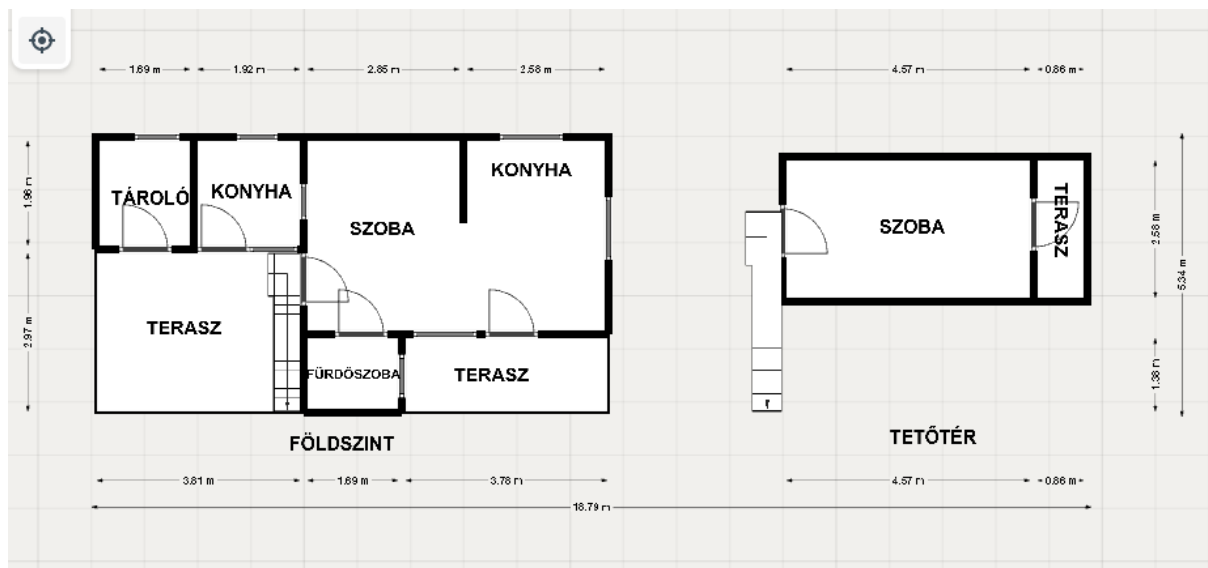 1.69 m 1.92 m 2.85 m 2.58 m 4.57 m 0.86 m
1.96 m
2.97 m
TÁROLÓ
KONYHA
SZOBA
KONYHA
TERASZ
FÜRDŐSZOBA
TERASZ
FÖLDSZINT
SZOBA
TERASZ
2.58 m
5.34 m
1.38 m
TETŐTÉR
3.81 m 1.69 m 3.78 m 4.57 m 0.86 m
18.79 m